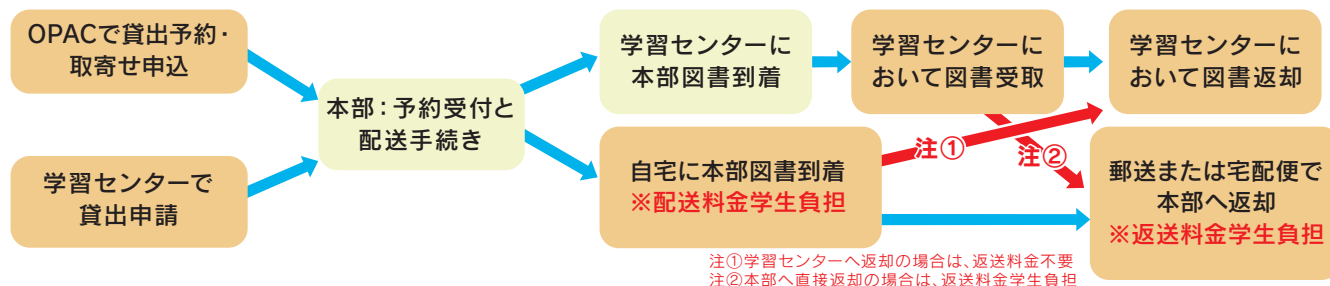 OPACで貸出予約・
取寄せ申込
学習センターで
貸出申請
本部：予約受付と
配送手続き
学習センターに
本部図書到着
学習センターに
おいて図書受取
学習センターに
おいて図書返却
自宅に本部図書到着
※配送料金学生負担
注①
注②
郵送または宅配便で
本部へ返却
※返送料金学生負担
注①学習センターへ返却の場合は、返送料金不要
注②本部へ直接返却の場合は、返送料金学生負担